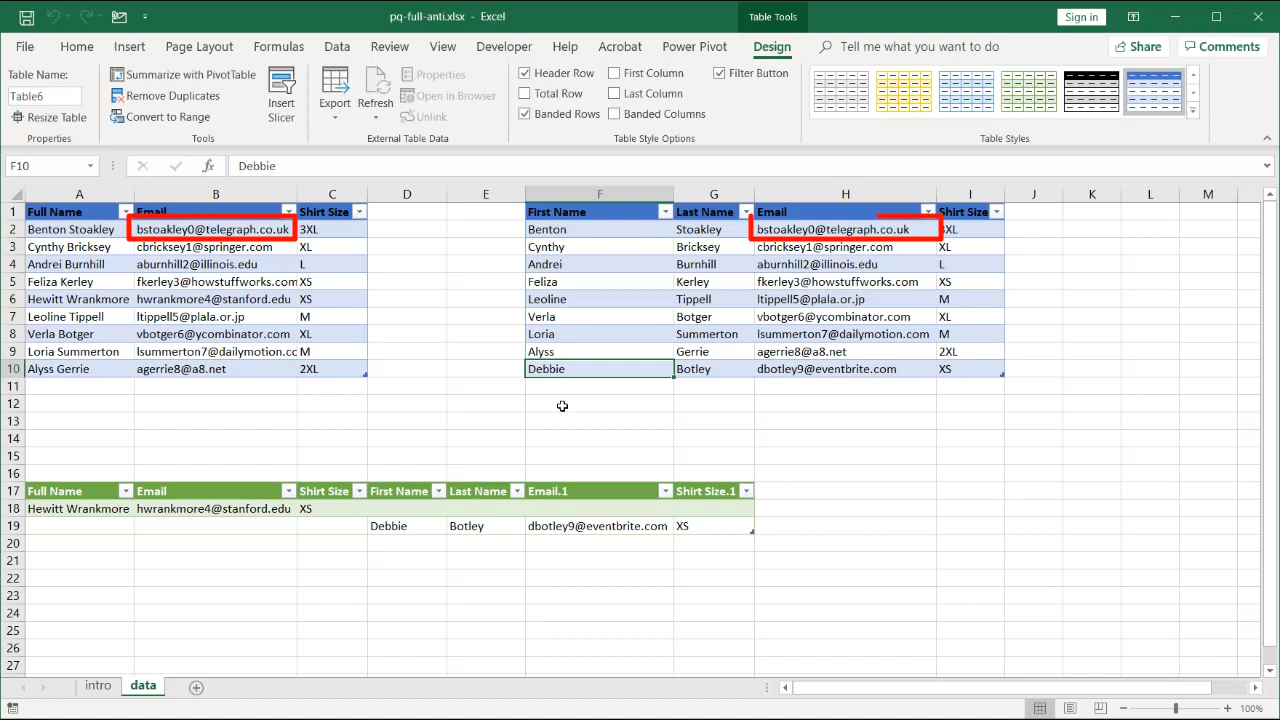 pq-full-anti.xlsx - Excel
Table Tools
Sign in
File Home Insert Page Layout Formulas Data Review View Developer Help Acrobat Power Pivot Design Tell me what you want to do Share Comments
Table Name:
Table6
Resize Table
Properties
Summarize with PivotTable
Remove Duplicates
Convert to Range
Tools
Insert
Slicer
Export
Refresh
Properties
Open in Browser
Unlink
External Table Data
Header Row First Column Filter Button
Total Row Last Column
Banded Rows Banded Columns
Table Style Options
Table Styles
F10 fx Debbie
A B C D E F G H I J K L M
1 Full Name Email Shirt Size First Name Last Name Email Shirt Size
2 Benton Stoakley bstoakley0@telegraph.co.uk 3XL Benton Stoakley bstoakley0@telegraph.co.uk 3XL
3 Cynthy Bricksey cbricksey1@springer.com XL Cynthy Bricksey cbricksey1@springer.com XL
4 Andrei Burnhill aburnhill2@illinois.edu L Andrei Burnhill aburnhill2@illinois.edu L
5 Feliza Kerley fkerley3@howstuffworks.com XS Feliza Kerley fkerley3@howstuffworks.com XS
6 Hewitt Wrankmore hwrankmore4@stanford.edu XS Leoline Tippell ltippell5@plala.or.jp M
7 Leoline Tippell ltippell5@plala.or.jp M Verla Botger vbotger6@ycombinator.com XL
8 Verla Botger vbotger6@ycombinator.com XL Loria Summerton lsummerton7@dailymotion.com M
9 Loria Summerton lsummerton7@dailymotion.cc M Alyss Gerrie agerrie8@a8.net 2XL
10 Alyss Gerrie agerrie8@a8.net 2XL Debbie Botley dbotley9@eventbrite.com XS
11
12
13
14
15
16
17 Full Name Email Shirt Size First Name Last Name Email.1 Shirt Size.1
18 Hewitt Wrankmore hwrankmore4@stanford.edu XS
19 Debbie Botley dbotley9@eventbrite.com XS
20
21
22
23
24
25
26
27
intro data
100%